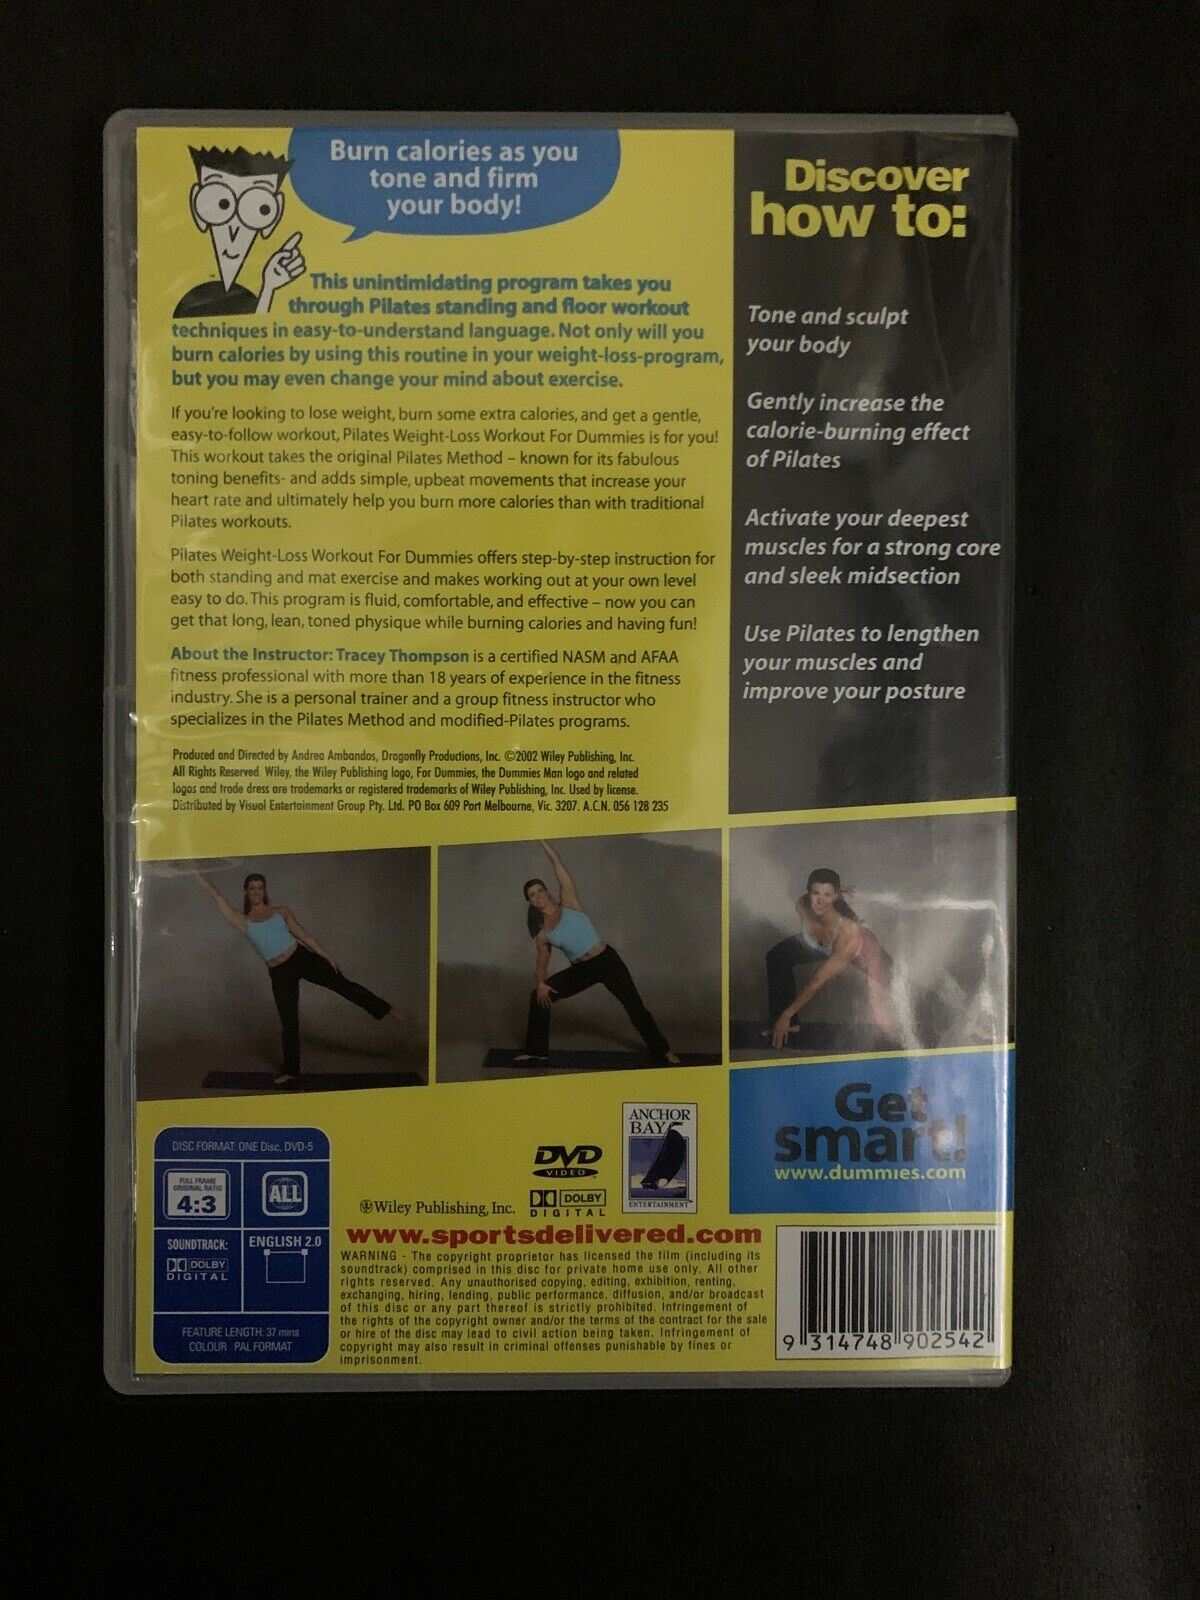 Burn calories as you
tone and firm
your body!
This unintimidating program takes you
through Pilates standing and floor workout
techniques in easy-to-understand language. Not only will you
burn calories by using this routine in your weight-loss-program,
but you may even change your mind about exercise.
If you're looking to lose weight, burn some extra calories, and get a gentle,
easy-to-follow workout, Pilates Weight-Loss Workout For Dummies is for you!
This workout takes the original Pilates Method – known for its fabulous
toning benefits- and adds simple, upbeat movements that increase your
heart rate and ultimately help you burn more calories than with traditional
Pilates workouts.
Pilates Weight-Loss Workout For Dummies offers step-by-step instruction for
both standing and mat exercise and makes working out at your own level
easy to do. This program is fluid, comfortable, and effective – now you can
get that long, lean, toned physique while burning calories and having fun!
About the Instructor: Tracey Thompson is a certified NASM and AFAA
fitness professional with more than 18 years of experience in the fitness
industry. She is a personal trainer and a group fitness instructor who
specializes in the Pilates Method and modified-Pilates programs.
Produced and Directed by Andrea Ambandos, Dragonfly Productions, Inc. ©2002 Wiley Publishing, Inc.
All Rights Reserved. Wiley, the Wiley Publishing logo, For Dummies, the Dummies Man logo and related
logos and trade dress are trademarks or registered trademarks of Wiley Publishing, Inc. Used by license.
Distributed by Visual Entertainment Group Pty. Ltd. PO Box 609 Port Melbourne, Vic. 3207. A.C.N. 056 128 235
Discover
how to:
Tone and sculpt
your body
Gently increase the
calorie-burning effect
of Pilates
Activate your deepest
muscles for a strong core
and sleek midsection
Use Pilates to lengthen
your muscles and
improve your posture
Get
smart!
www.dummies.com
DISC FORMAT: ONE Disc, DVD-5
FULL FRAME
ORIGINAL RATIO
4:3
ALL
SOUNDTRACK:
DOLBY
DIGITAL
ENGLISH 2.0
FEATURE LENGTH: 37 mins
COLOUR PAL FORMAT
Wiley Publishing, Inc.
DVD
VIDEO
DOLBY
DIGITAL
ANCHOR
BAY
ENTERTAINMENT
www.sportsdelivered.com
WARNING - The copyright proprietor has licensed the film (including its
soundtrack) comprised in this disc for private home use only. All other
rights reserved. Any unauthorised copying, editing, exhibition, renting,
exchanging, hiring, lending, public performance, diffusion, and/or broadcast
of this disc or any part thereof is strictly prohibited. Infringement of
the rights of the copyright owner and/or the terms of the contract for the sale
or hire of the disc may lead to civil action being taken. Infringement of
copyright may also result in criminal offenses punishable by fines or
imprisonment.
9 314748 902542